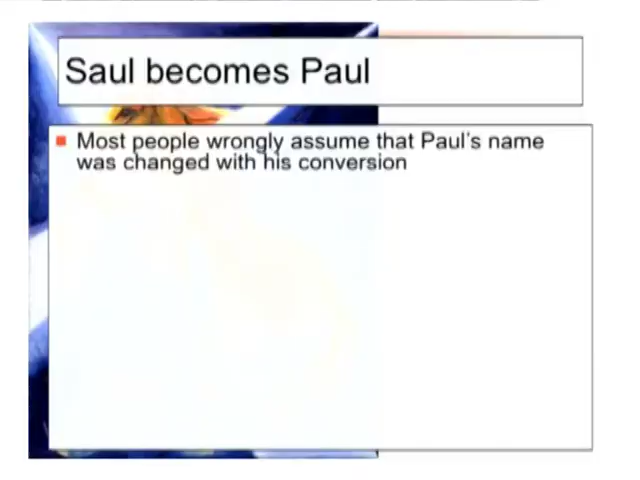 Saul becomes Paul
Most people wrongly assume that Paul's name
was changed with his conversion